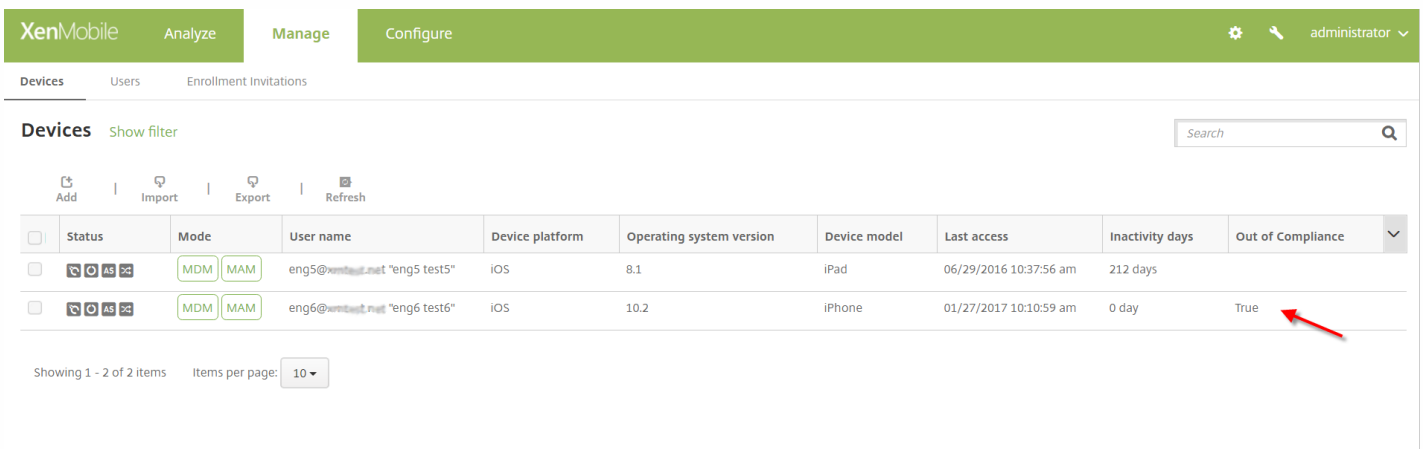 XenMobile Analyze Manage Configure administrator
Devices Users Enrollment Invitations
Devices Show filter Search
Add | Import | Export | Refresh
Status Mode User name Device platform Operating system version Device model Last access Inactivity days Out of Compliance
AS MDM MAM eng5@ "eng5 test5" iOS 8.1 iPad 06/29/2016 10:37:56 am 212 days
AS MDM MAM eng6@ "eng6 test6" iOS 10.2 iPhone 01/27/2017 10:10:59 am 0 day True
Showing 1 - 2 of 2 items Items per page: 10